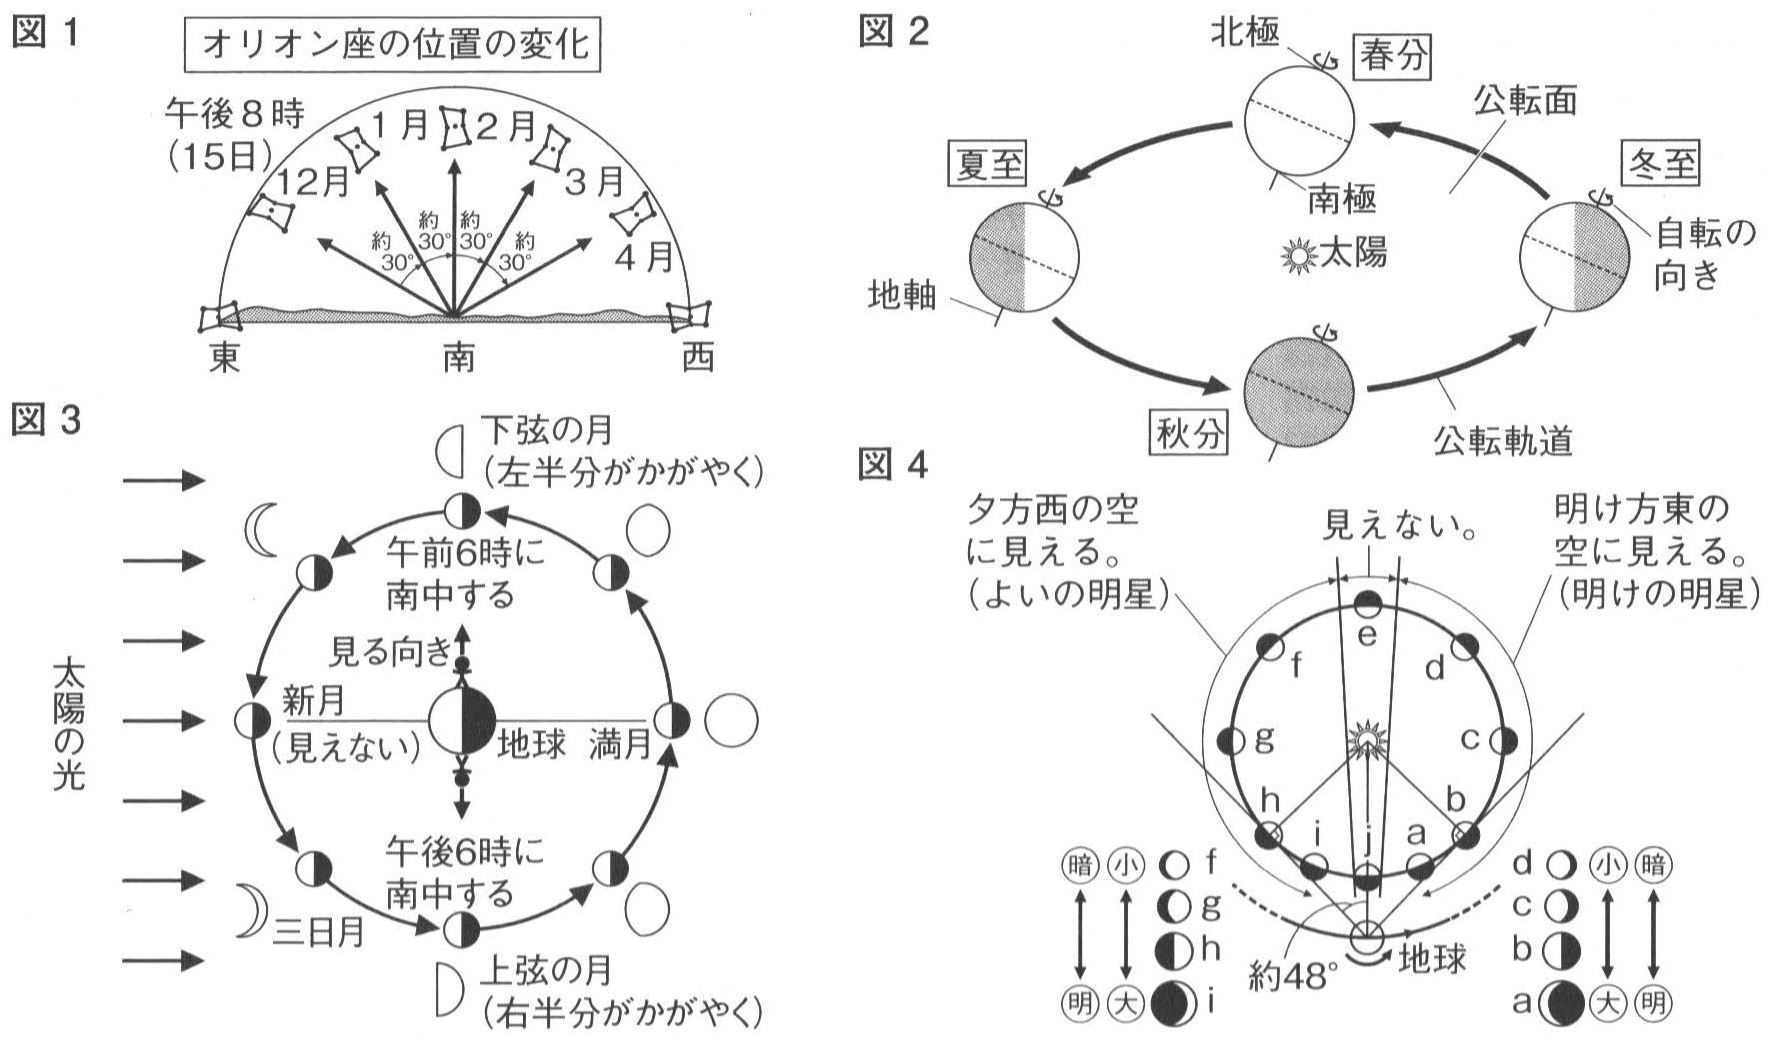 図1
オリオン座の位置の変化
午後8時
(15日)
12月
1月
2月
3月
4月
約
30°
約
30°
約
30°
約
30°
東
南
西
図2
北極
春分
公転面
夏至
冬至
南極
太陽
自転の
向き
地軸
秋分
公転軌道
図3
下弦の月
(左半分がかがやく)
午前6時に
南中する
見る向き
太陽の光
新月
(見えない)
地球
満月
午後6時に
南中する
三日月
上弦の月
(右半分がかがやく)
図4
夕方西の空
に見える。
(よいの明星)
見えない。
明け方東の
空に見える。
(明けの明星)
e
f
d
g
c
h
b
i
j
a
暗 小 f
g
h
明 大 i
約48°
地球
d 小 暗
c
b
a 大 明